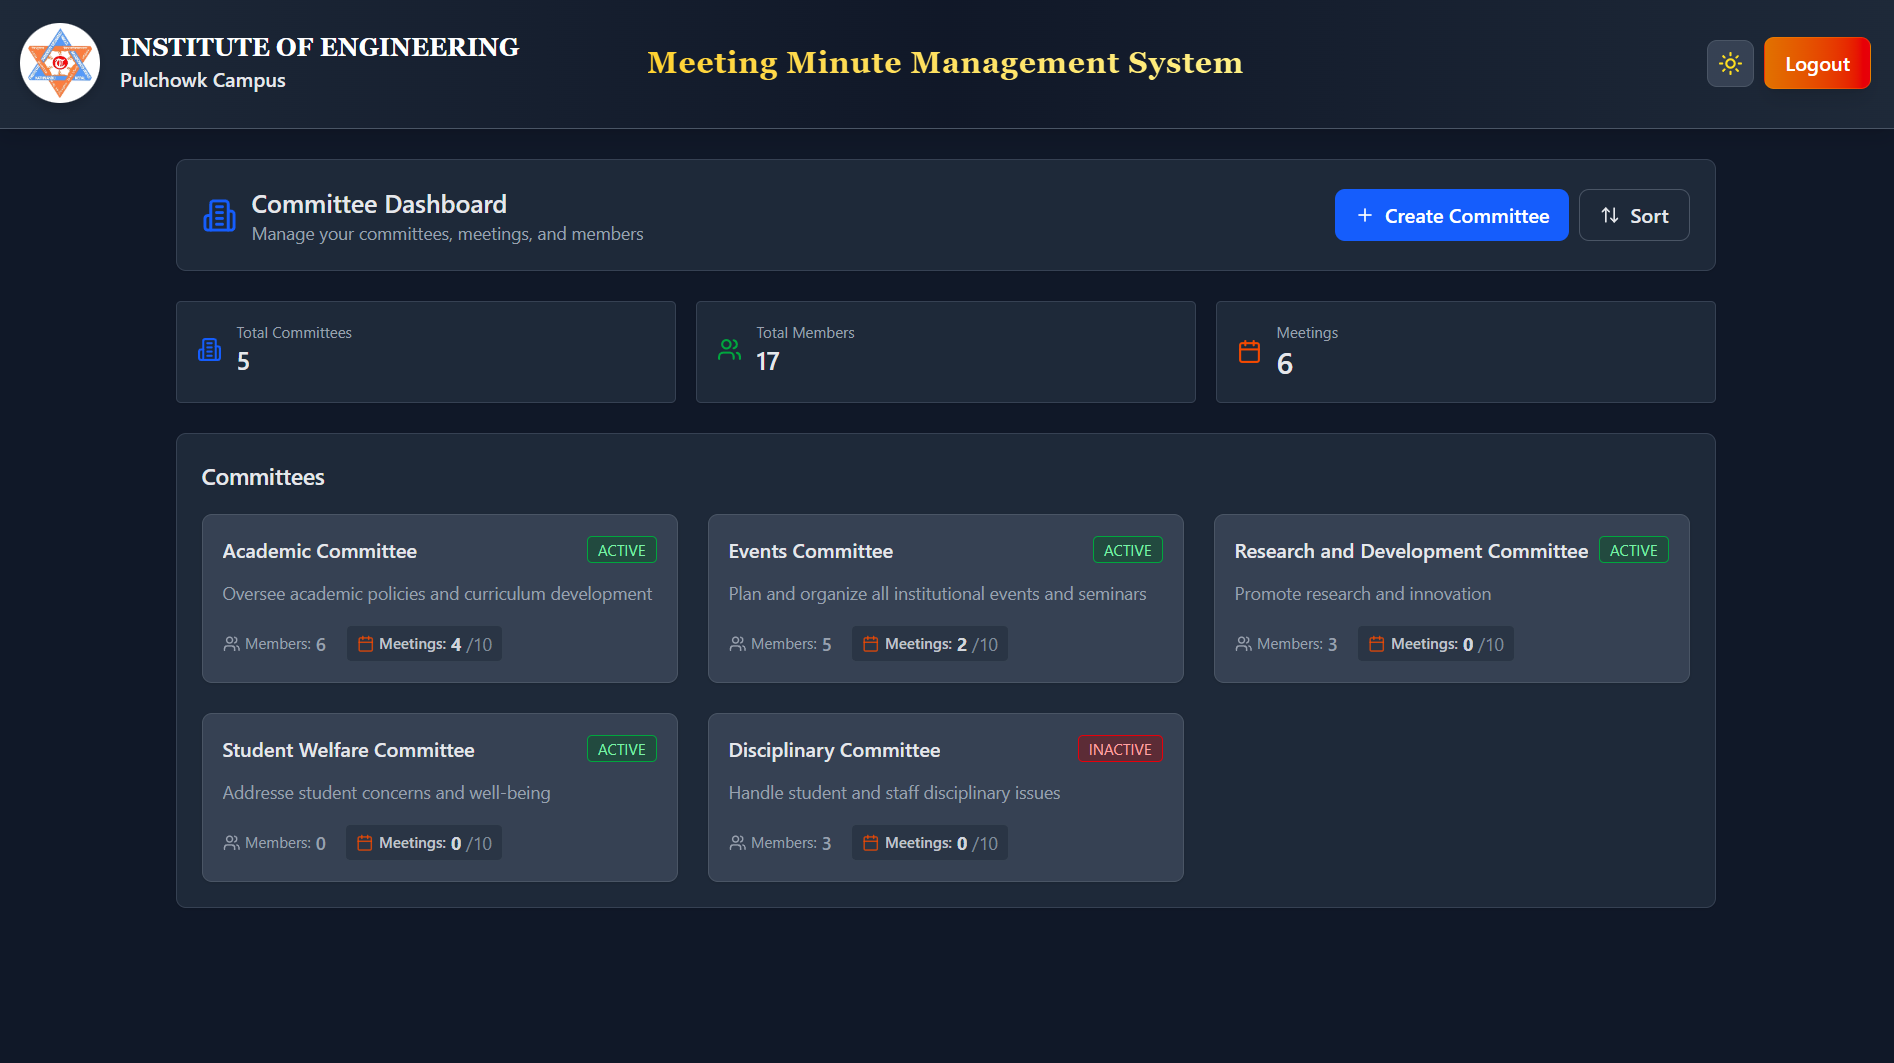 INSTITUTE OF ENGINEERING
Pulchowk Campus
Meeting Minute Management System
Logout
Committee Dashboard
Manage your committees, meetings, and members
+ Create Committee
Sort
Total Committees
5
Total Members
17
Meetings
6
Committees
Academic Committee
ACTIVE
Oversee academic policies and curriculum development
Members: 6
Meetings: 4 /10
Events Committee
ACTIVE
Plan and organize all institutional events and seminars
Members: 5
Meetings: 2 /10
Research and Development Committee
ACTIVE
Promote research and innovation
Members: 3
Meetings: 0 /10
Student Welfare Committee
ACTIVE
Addresse student concerns and well-being
Members: 0
Meetings: 0 /10
Disciplinary Committee
INACTIVE
Handle student and staff disciplinary issues
Members: 3
Meetings: 0 /10